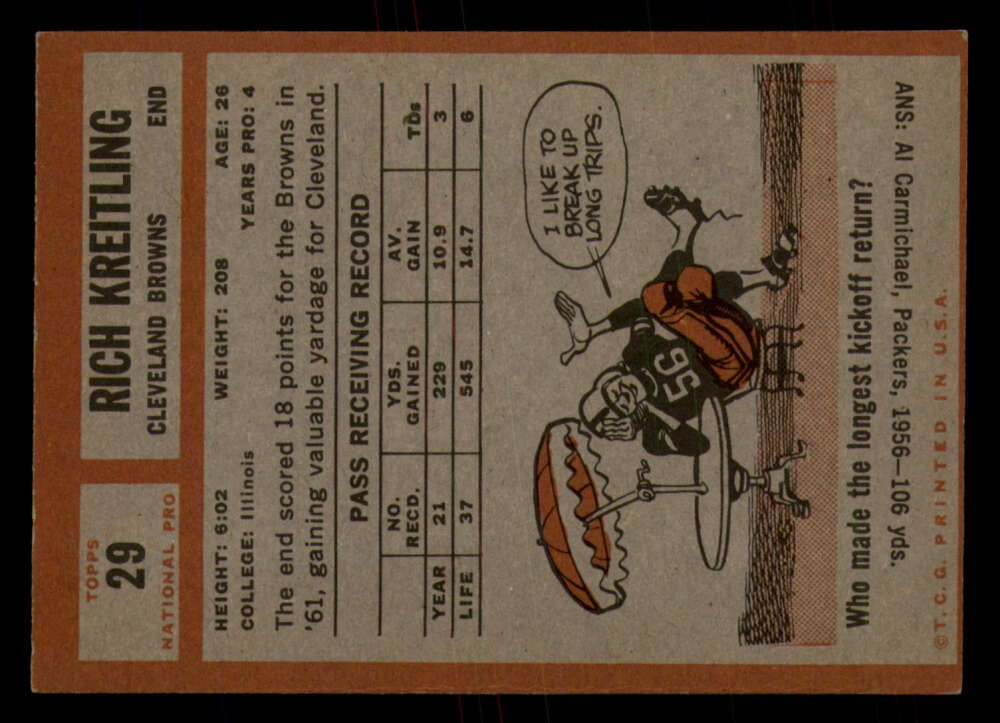 TOPPS
29
NATIONAL PRO
RICH KREITLING
CLEVELAND BROWNS END
HEIGHT: 6:02 WEIGHT: 208 AGE: 26
COLLEGE: Illinois YEARS PRO: 4
The end scored 18 points for the Browns in
'61, gaining valuable yardage for Cleveland.
PASS RECEIVING RECORD
NO. RECD. YDS. GAINED AV. GAIN TDs
YEAR 21 229 10.9 3
LIFE 37 545 14.7 6
I LIKE TO
BREAK UP
LONG TRIPS.
56
Who made the longest kickoff return?
ANS: Al Carmichael, Packers, 1956—106 yds.
©T.C.G. PRINTED IN U.S.A.